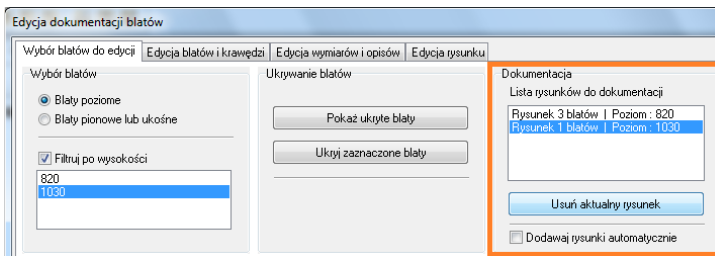 Edycja dokumentacji blatów
Wybór blatów do edycji
Edycja blatów i krawędzi
Edycja wymiarów i opisów
Edycja rysunku
Wybór blatów
Blaty poziome
Blaty pionowe lub ukośne
Filtruj po wysokości
820
1030
Ukrywanie blatów
Pokaż ukryte blaty
Ukryj zaznaczone blaty
Dokumentacja
Lista rysunków do dokumentacji
Rysunek 3 blatów | Poziom : 820
Rysunek 1 blatów | Poziom : 1030
Usuń aktualny rysunek
Dodawaj rysunki automatycznie